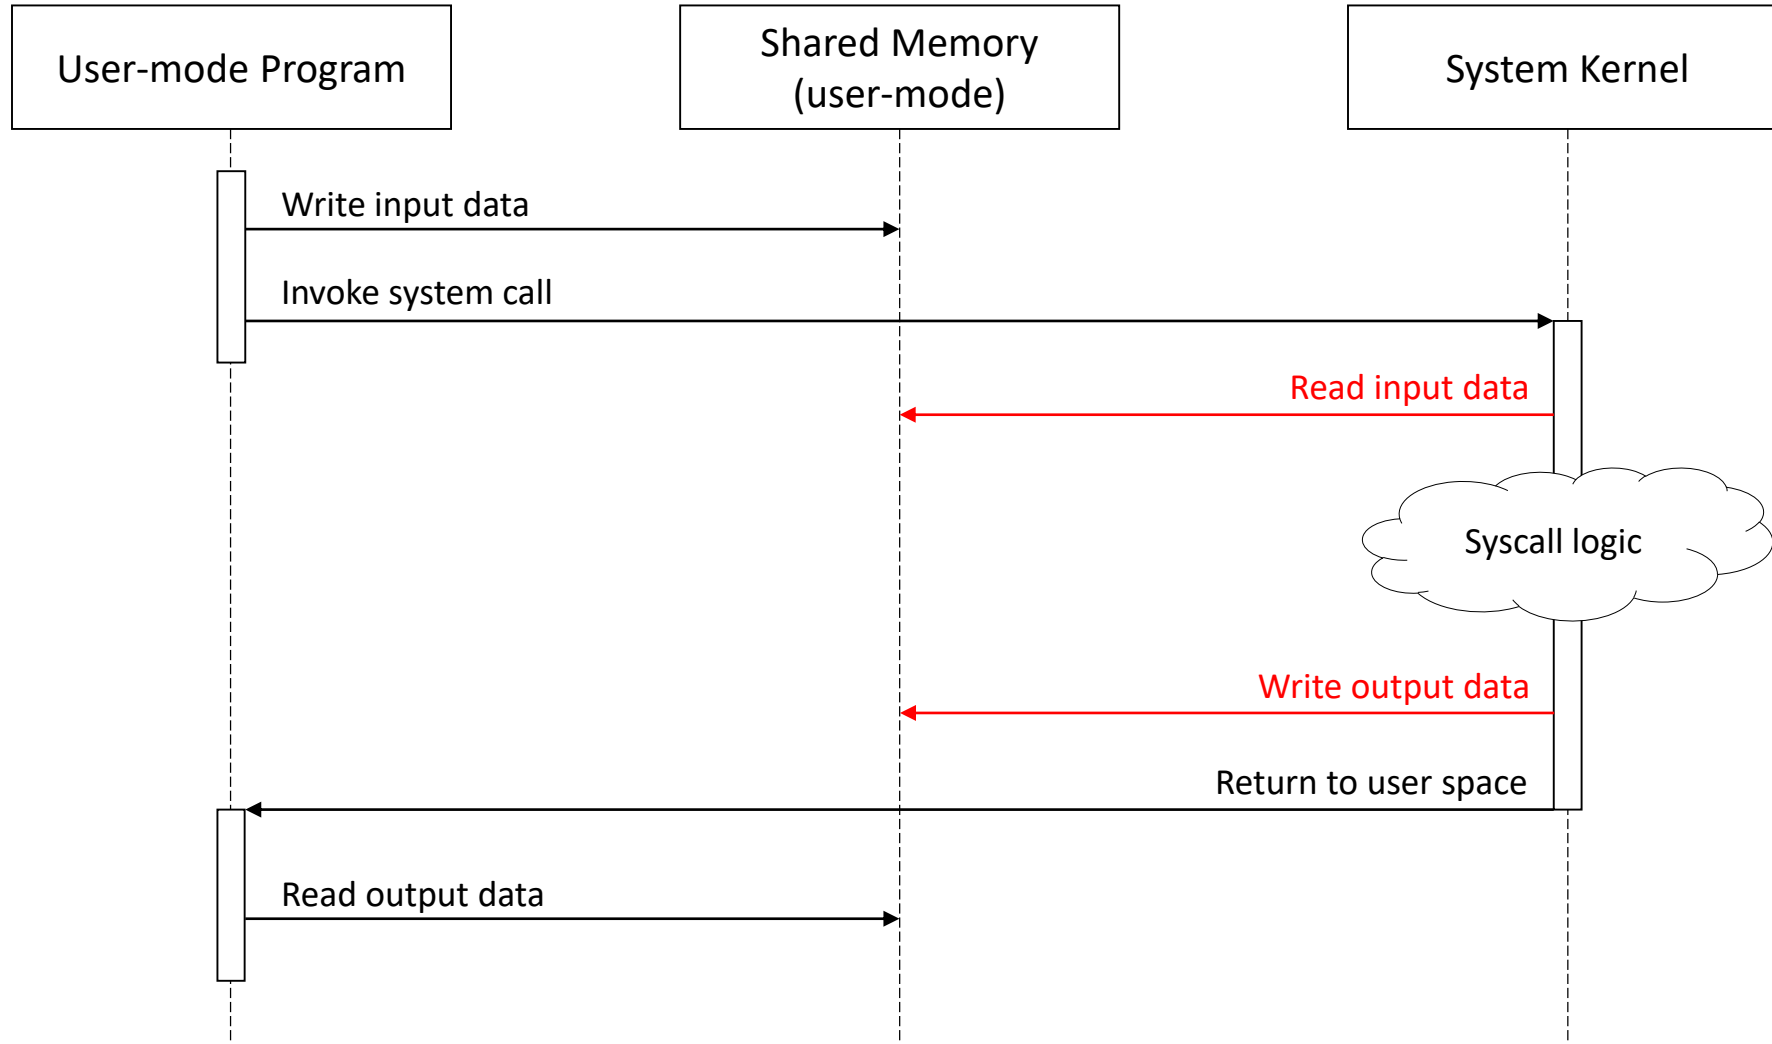 User-mode Program
Shared Memory
(user-mode)
System Kernel
Write input data
Invoke system call
Read input data
Syscall logic
Write output data
Return to user space
Read output data